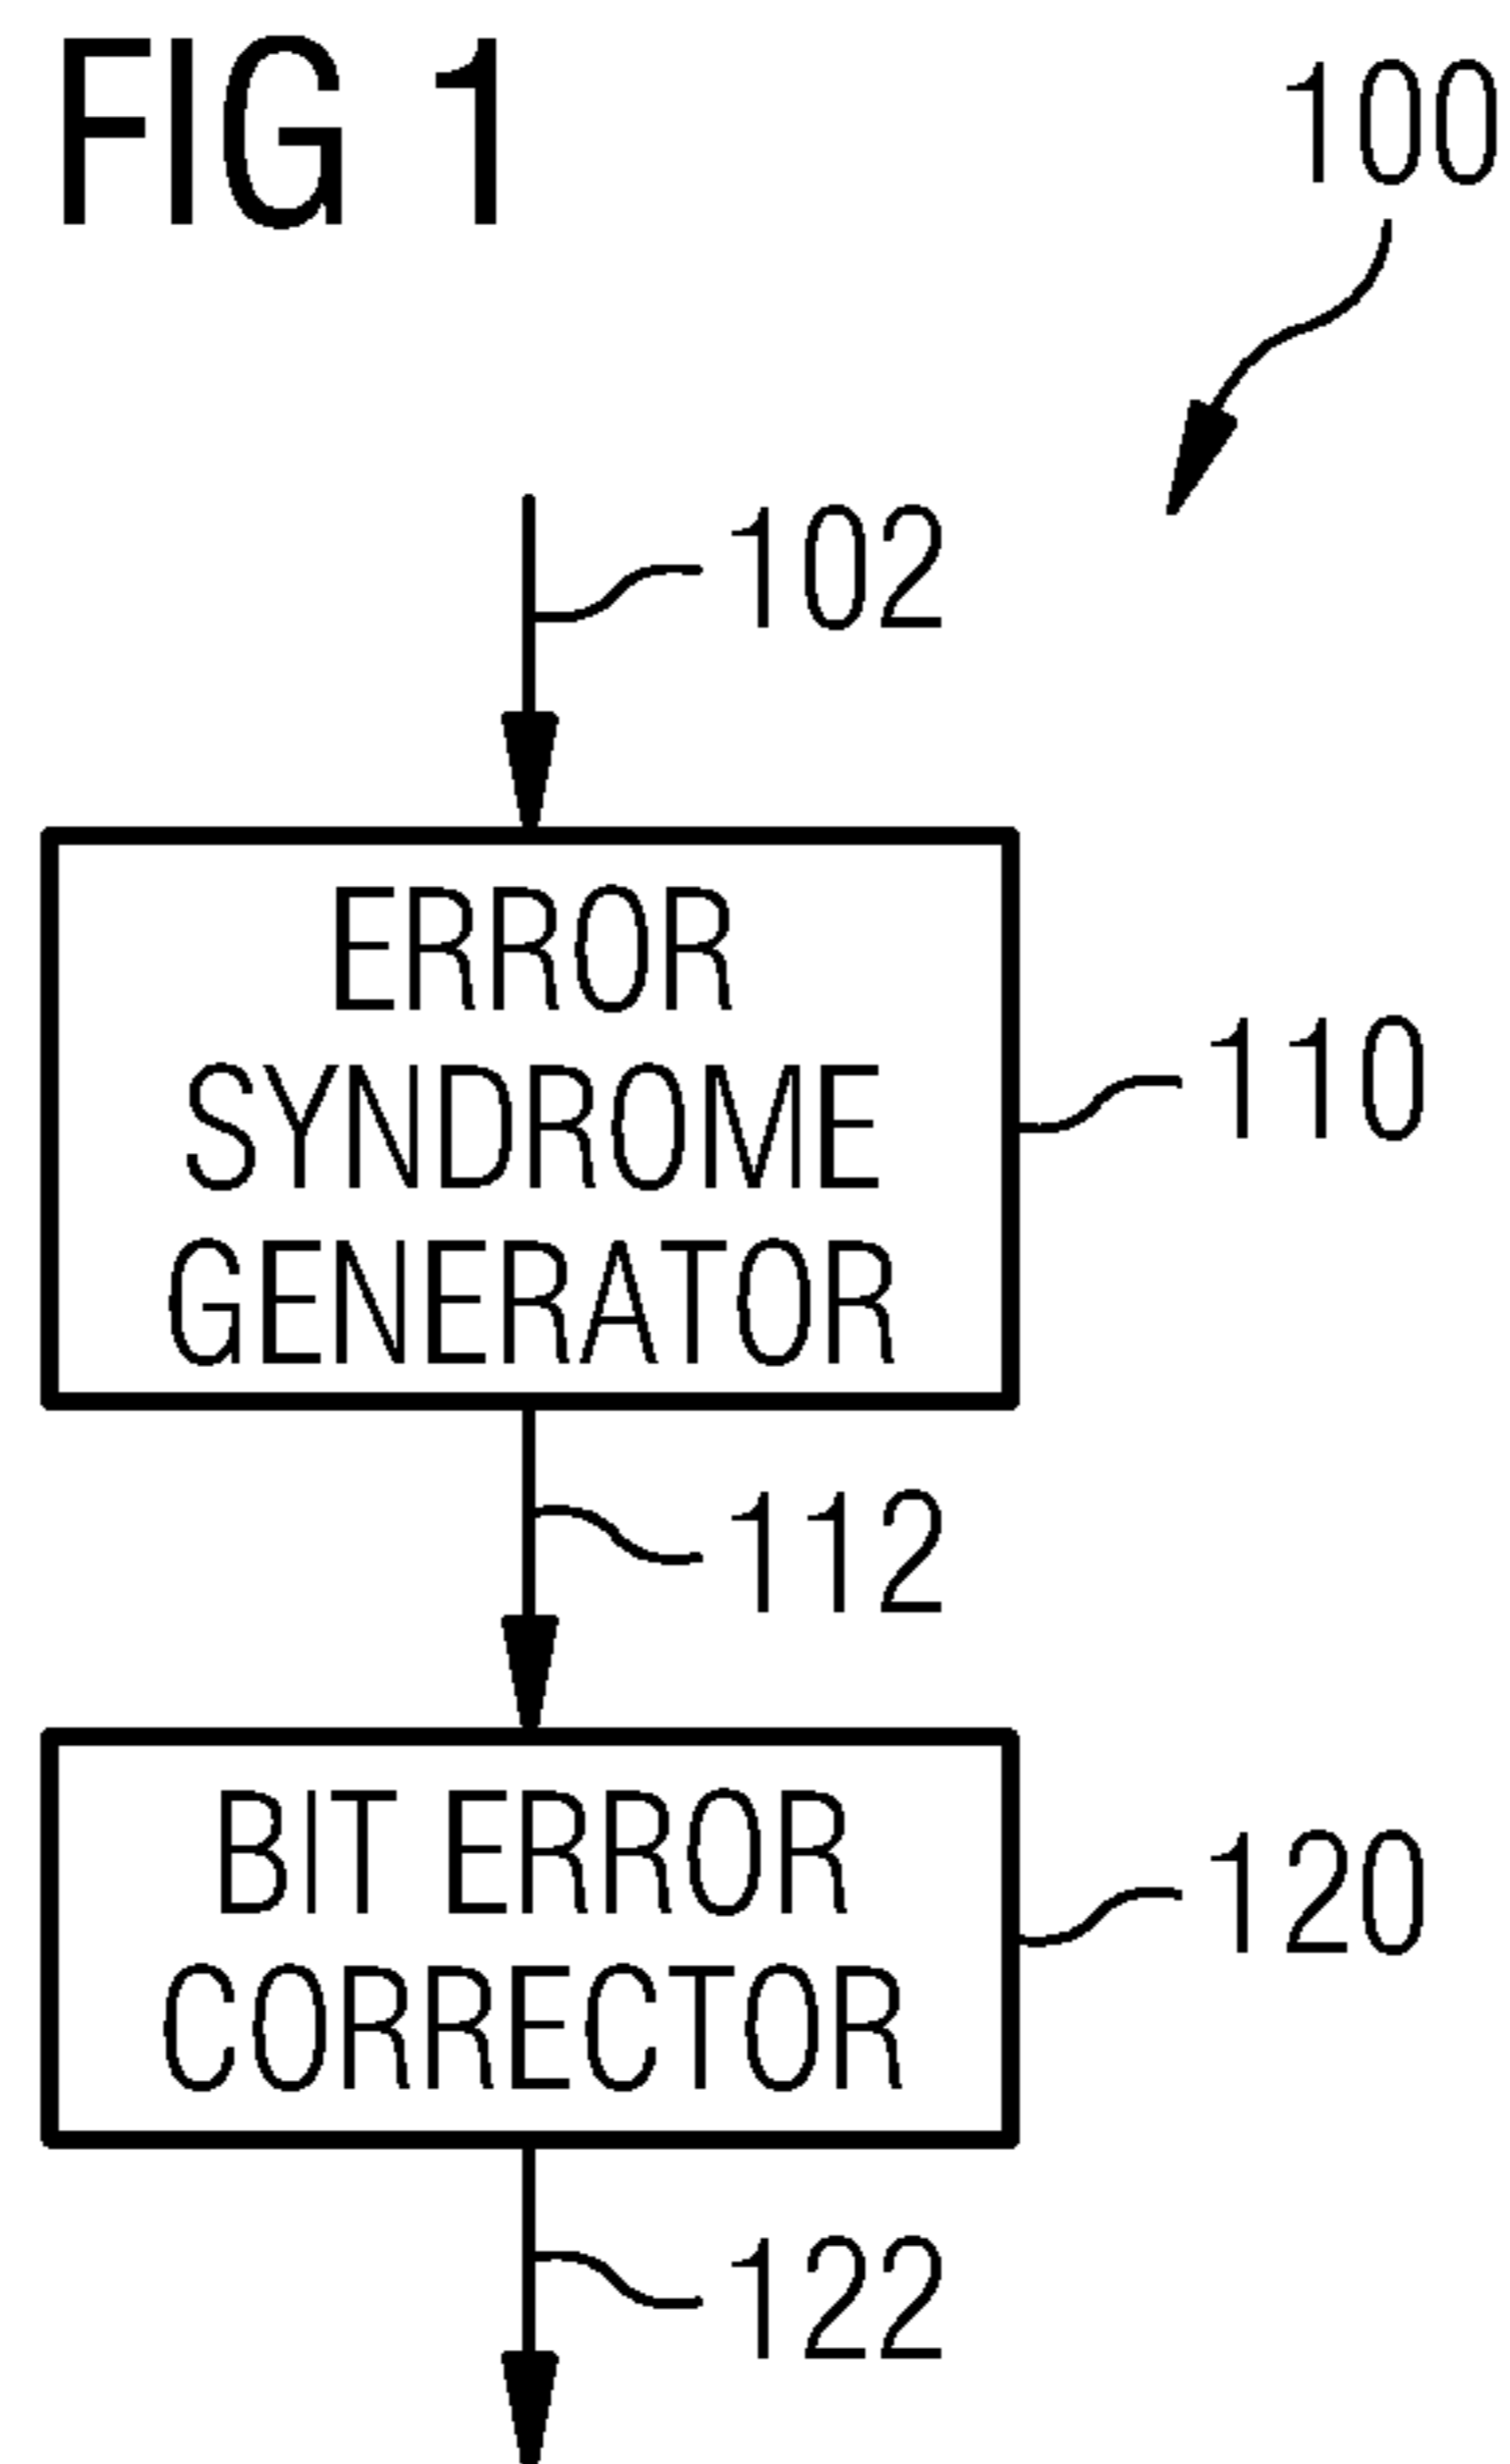 FIG 1
100
102
ERROR
SYNDROME
GENERATOR
110
112
BIT ERROR
CORRECTOR
120
122